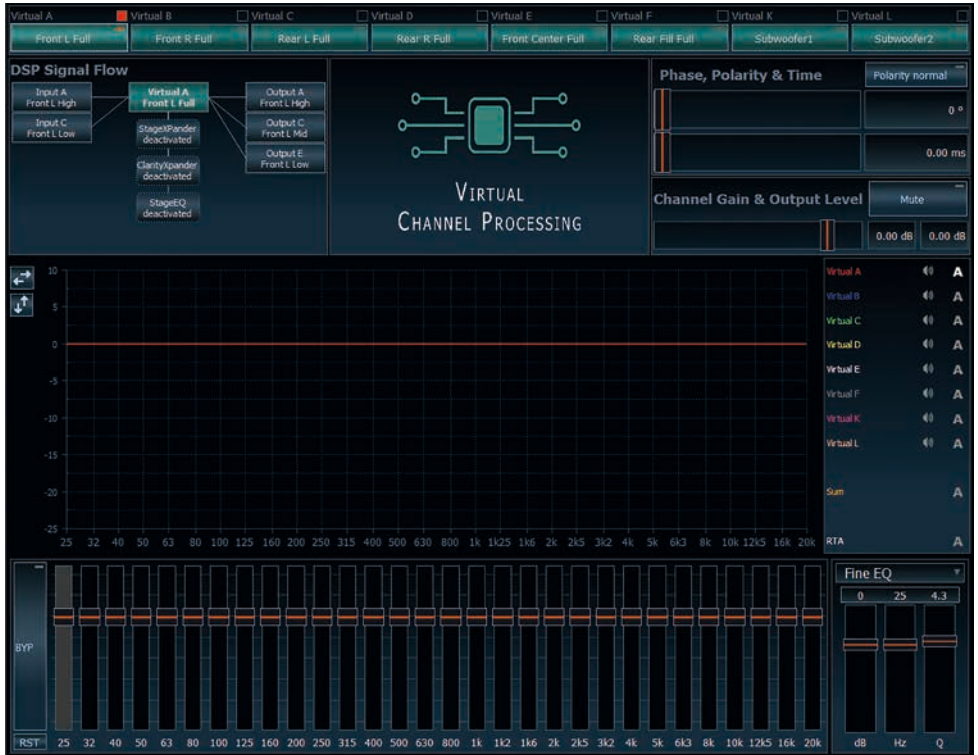 Virtual A Virtual B Virtual C Virtual D Virtual E Virtual F Virtual K Virtual L
Front L Full Front R Full Rear L Full Rear R Full Front Center Full Rear Fill Full Subwoofer1 Subwoofer2
DSP Signal Flow
Input A
Front L High
Input C
Front L Low
Virtual A
Front L Full
StageXPander
deactivated
ClarityXpander
deactivated
StageEQ
deactivated
Output A
Front L High
Output C
Front L Mid
Output E
Front L Low
VIRTUAL
CHANNEL PROCESSING
Phase, Polarity & Time Polarity normal
0 °
0.00 ms
Channel Gain & Output Level Mute
0.00 dB 0.00 dB
10
5
0
-5
-10
-15
-20
-25
25 32 40 50 63 80 100 125 160 200 250 315 400 500 630 800 1k 1k25 1k6 2k 2k5 3k2 4k 5k 6k3 8k 10k 12k5 16k 20k
Virtual A A
Virtual B A
Virtual C A
Virtual D A
Virtual E A
Virtual F A
Virtual K A
Virtual L A
Sum A
RTA A
BYP
RST
25 32 40 50 63 80 100 125 160 200 250 315 400 500 630 800 1k 1k2 1k6 2k 2k5 3k2 4k 5k 6k3 8k 10k 12k5 16k 20k
Fine EQ
0 25 4.3
dB Hz Q